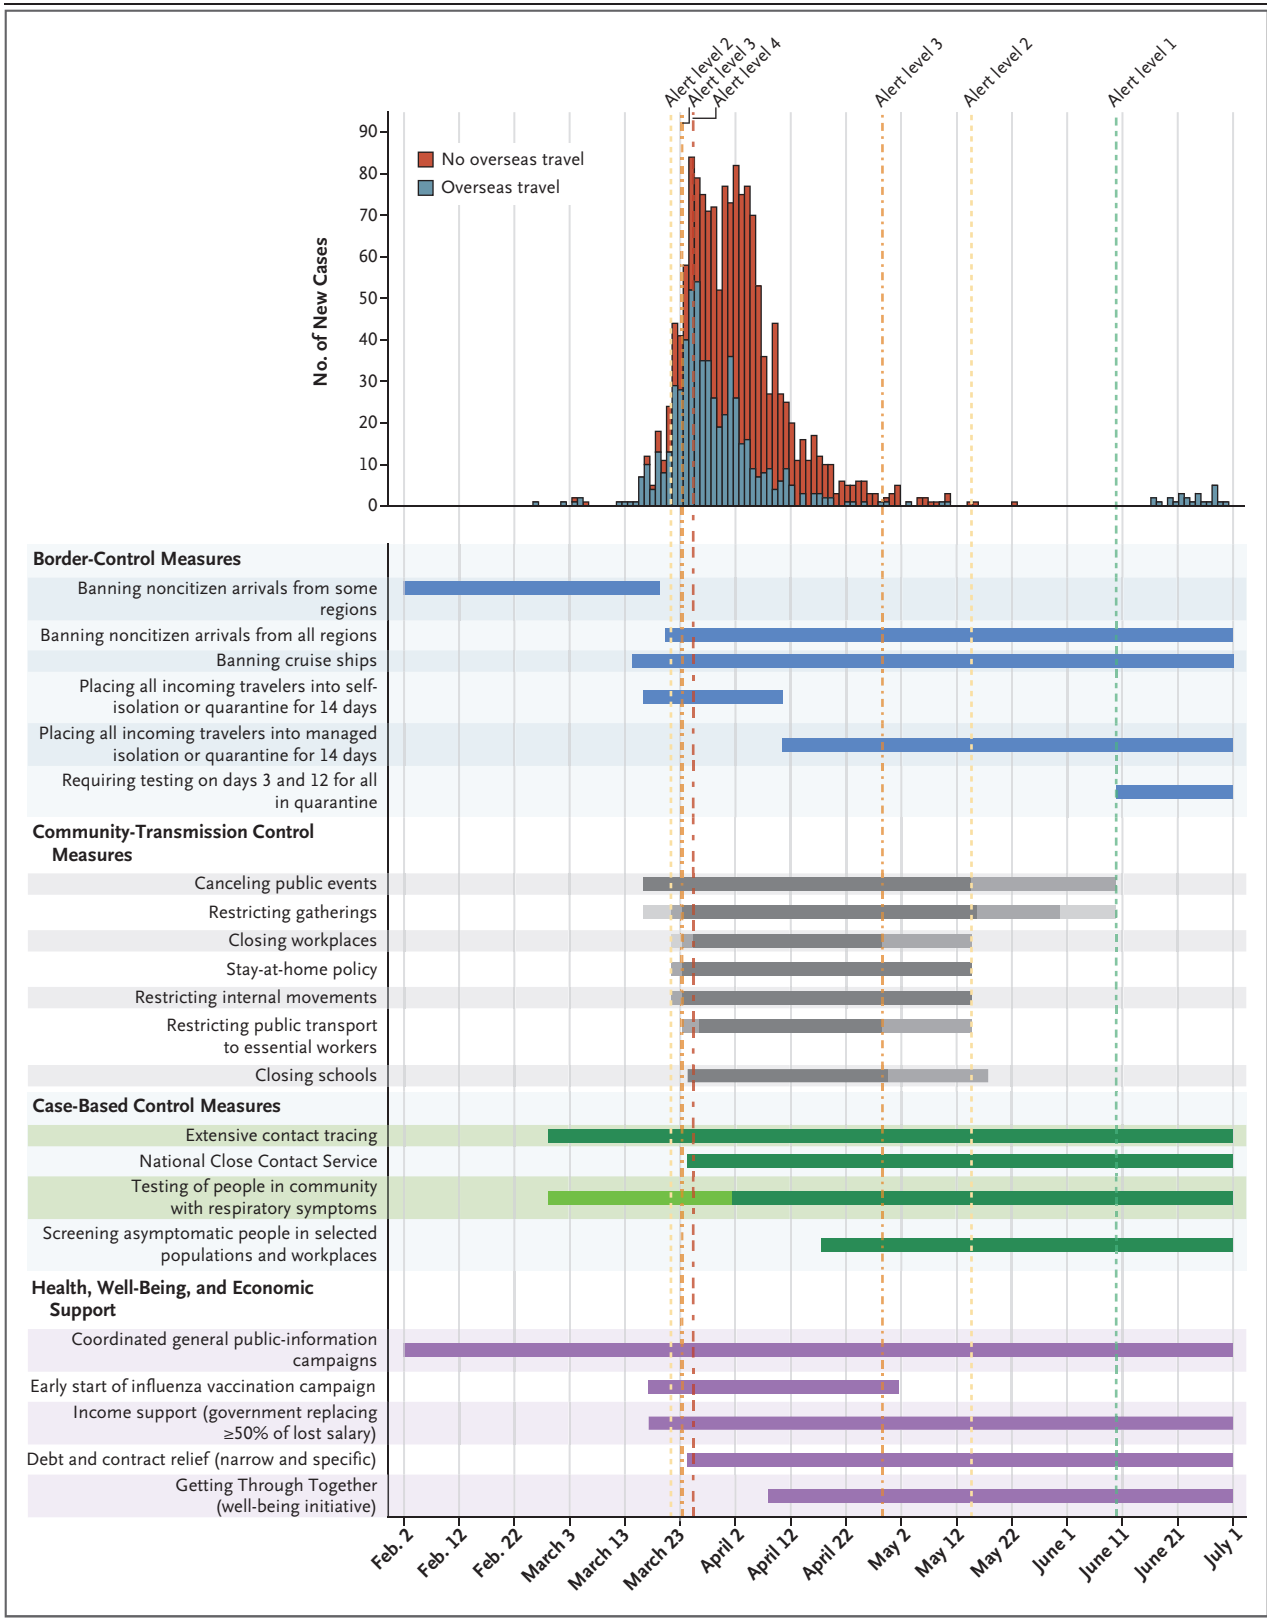 Alert level 2
Alert level 3
Alert level 4
Alert level 3
Alert level 2
Alert level 1
No. of New Cases
90
80
70
60
50
40
30
20
10
0
No overseas travel
Overseas travel
Border-Control Measures
Banning noncitizen arrivals from some
regions
Banning noncitizen arrivals from all regions
Banning cruise ships
Placing all incoming travelers into self-
isolation or quarantine for 14 days
Placing all incoming travelers into managed
isolation or quarantine for 14 days
Requiring testing on days 3 and 12 for all
in quarantine
Community-Transmission Control
Measures
Canceling public events
Restricting gatherings
Closing workplaces
Stay-at-home policy
Restricting internal movements
Restricting public transport
to essential workers
Closing schools
Case-Based Control Measures
Extensive contact tracing
National Close Contact Service
Testing of people in community
with respiratory symptoms
Screening asymptomatic people in selected
populations and workplaces
Health, Well-Being, and Economic
Support
Coordinated general public-information
campaigns
Early start of influenza vaccination campaign
Income support (government replacing
≥50% of lost salary)
Debt and contract relief (narrow and specific)
Getting Through Together
(well-being initiative)
Feb. 2
Feb. 12
Feb. 22
March 3
March 13
March 23
April 2
April 12
April 22
May 2
May 12
May 22
June 1
June 11
June 21
July 1